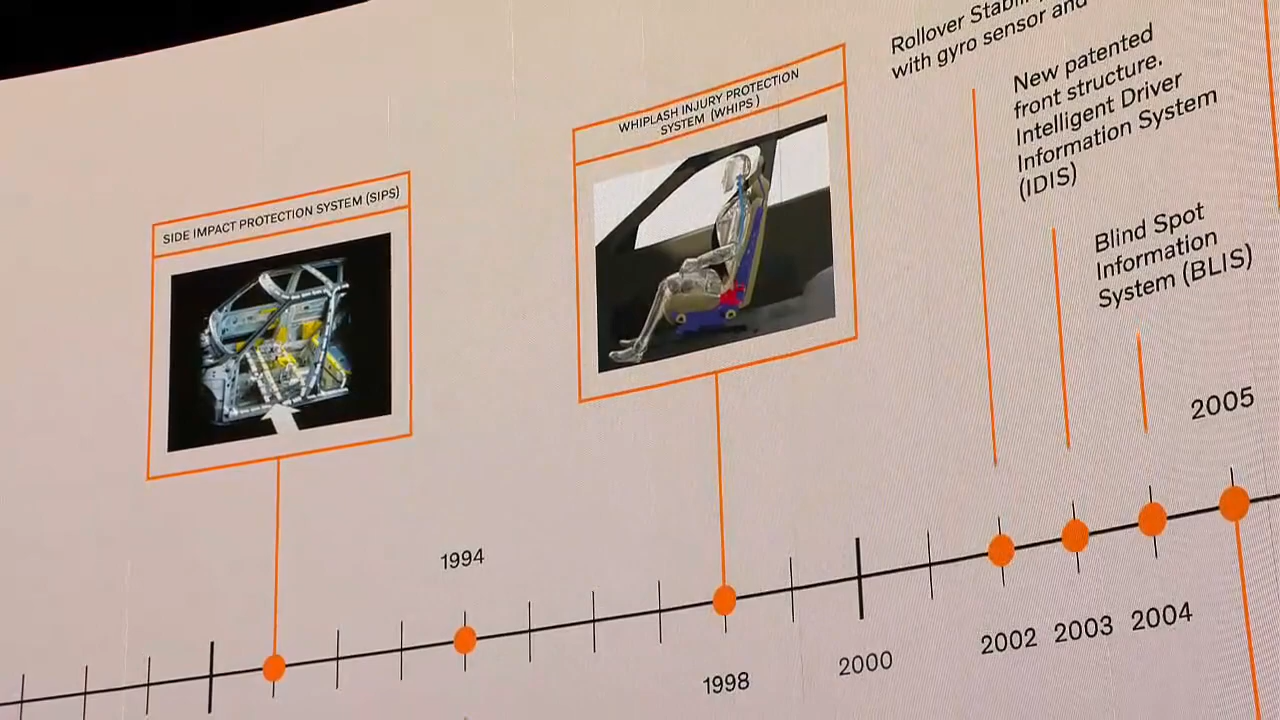 SIDE IMPACT PROTECTION SYSTEM (SIPS)
WHIPLASH INJURY PROTECTION
SYSTEM (WHIPS)
Rollover
with gyro sensor and
New patented
front structure.
Intelligent Driver
Information System
(IDIS)
Blind Spot
Information
System (BLIS)
2005
1994
1998
2000
2002
2003
2004